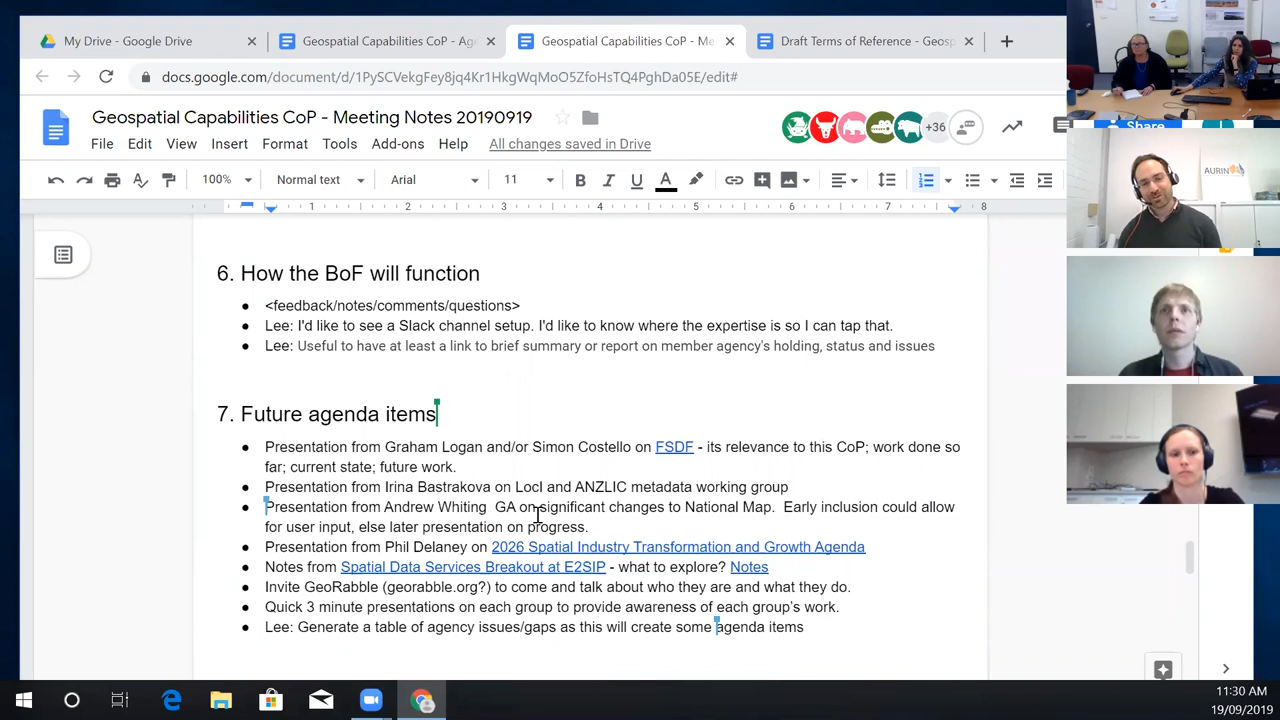 My Drive - Google Drive
Geospatial Capabilities CoP - Ag
Geospatial Capabilities CoP - Me
Draft Terms of Reference - Geosp
Geospatial Capabilities CoP - Meeting Notes 20190919
+36
File Edit View Insert Format Tools Add-ons Help All changes saved in Drive
Share
AURIN
100% Normal text Arial 11 B I U A
1 2 3 4 5 6 7 8
6. How the BoF will function
● <feedback/notes/comments/questions>
● Lee: I'd like to see a Slack channel setup. I'd like to know where the expertise is so I can tap that.
● Lee: Useful to have at least a link to brief summary or report on member agency's holding, status and issues
7. Future agenda items
● Presentation from Graham Logan and/or Simon Costello on FSDF - its relevance to this CoP; work done so
far; current state; future work.
● Presentation from Irina Bastrakova on LocI and ANZLIC metadata working group
● Presentation from Andrew Whiting GA on significant changes to National Map. Early inclusion could allow
for user input, else later presentation on progress.
● Presentation from Phil Delaney on 2026 Spatial Industry Transformation and Growth Agenda
● Notes from Spatial Data Services Breakout at E2SIP - what to explore? Notes
● Invite GeoRabble (georabble.org?) to come and talk about who they are and what they do.
● Quick 3 minute presentations on each group to provide awareness of each group's work.
● Lee: Generate a table of agency issues/gaps as this will create some agenda items
11:30 AM
19/09/2019